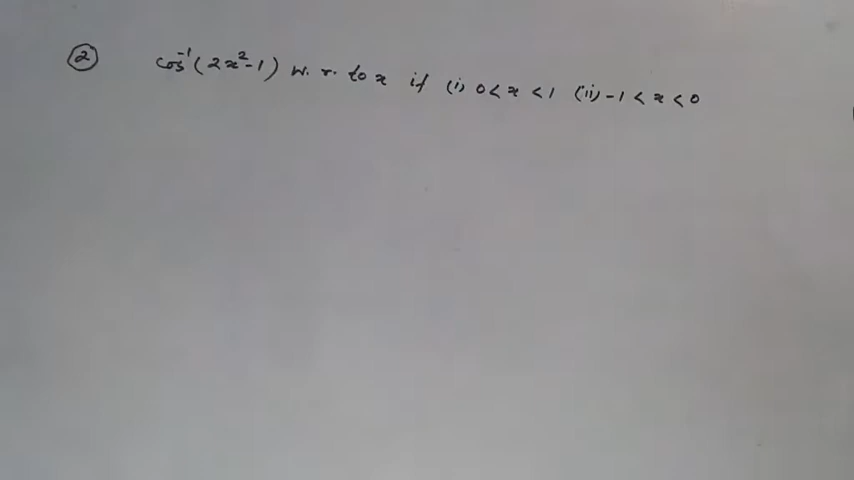 ② cos⁻¹(2x²-1) w.r. to x if (i) 0<x<1 (ii) -1<x<0